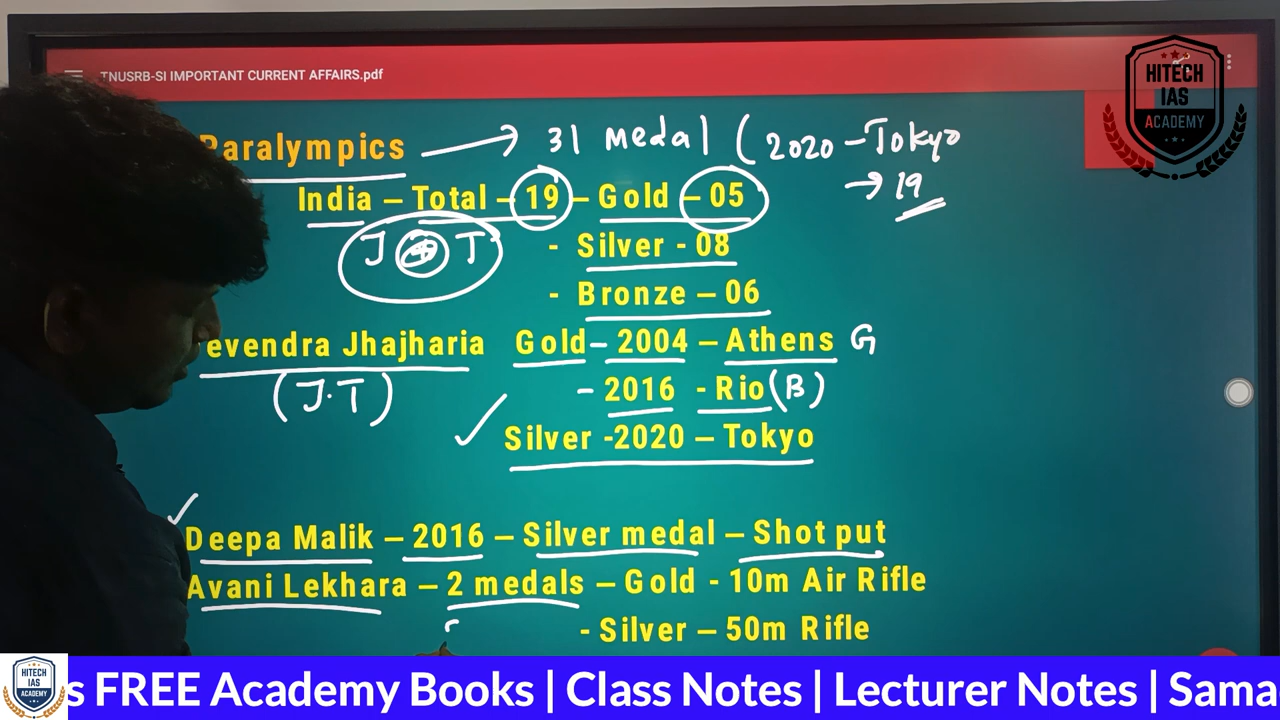 TNUSRB-SI IMPORTANT CURRENT AFFAIRS.pdf
HITECH
IAS
ACADEMY
Paralympics → 31 medal (2020 – Tokyo
→ 19
India – Total – 19 – Gold – 05
J T - Silver - 08
- Bronze – 06
evendra Jhajharia Gold – 2004 – Athens G
(J.T) – 2016 - Rio (B)
Silver -2020 – Tokyo
Deepa Malik – 2016 – Silver medal – Shot put
Avani Lekhara – 2 medals – Gold - 10m Air Rifle
- Silver – 50m Rifle
HITECH
IAS
ACADEMY
s FREE Academy Books | Class Notes | Lecturer Notes | Sama